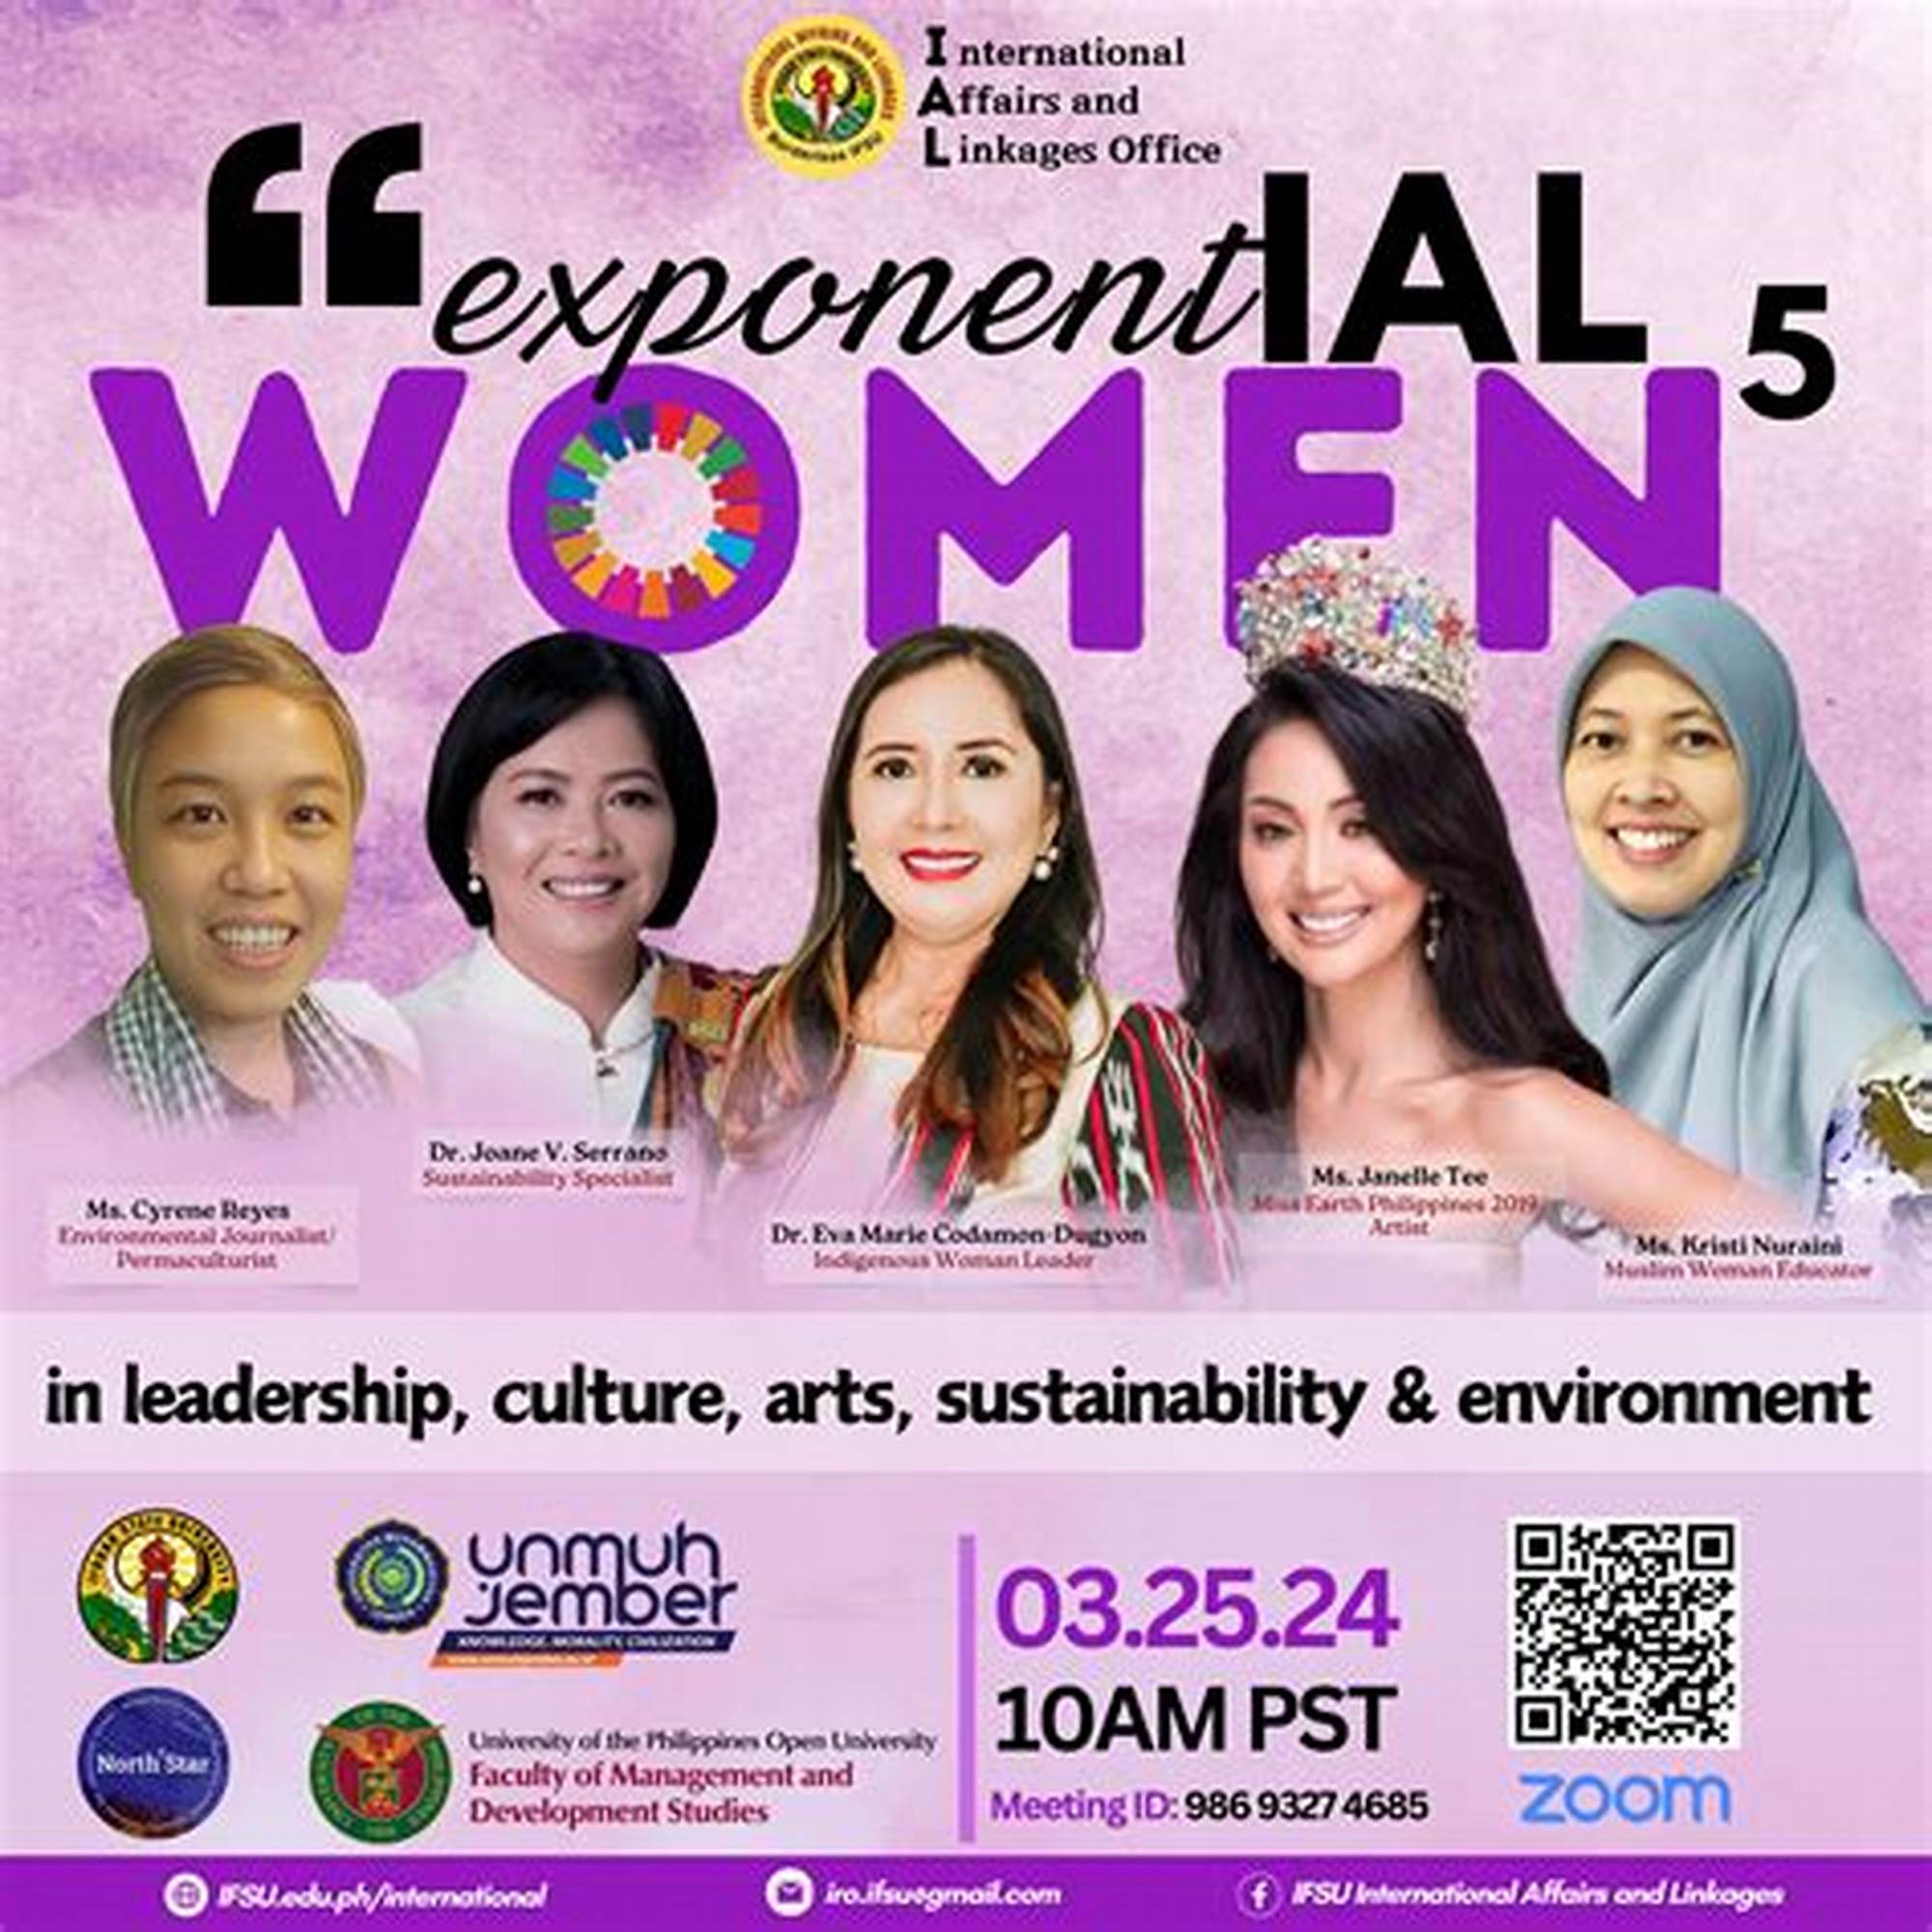 International
Affairs and
Linkages Office
“exponentIAL 5
WOMEN
Ms. Cyrene Reyes
Environmental Journalist/
Permaculturist
Dr. Joane V. Serrano
Sustainability Specialist
Dr. Eva Marie Codamon-Dugyon
Indigenous Woman Leader
Ms. Janelle Tee
Miss Earth Philippines 2019
Artist
Ms. Kristi Nuraini
Muslim Woman Educator
in leadership, culture, arts, sustainability & environment
unmuh
jember
KNOWLEDGE, MORALITY, CIVILIZATION
North Star
University of the Philippines Open University
Faculty of Management and
Development Studies
03.25.24
10AM PST
Meeting ID: 986 9327 4685
zoom
IFSU.edu.ph/international
iro.ifsu@gmail.com
IFSU International Affairs and Linkages